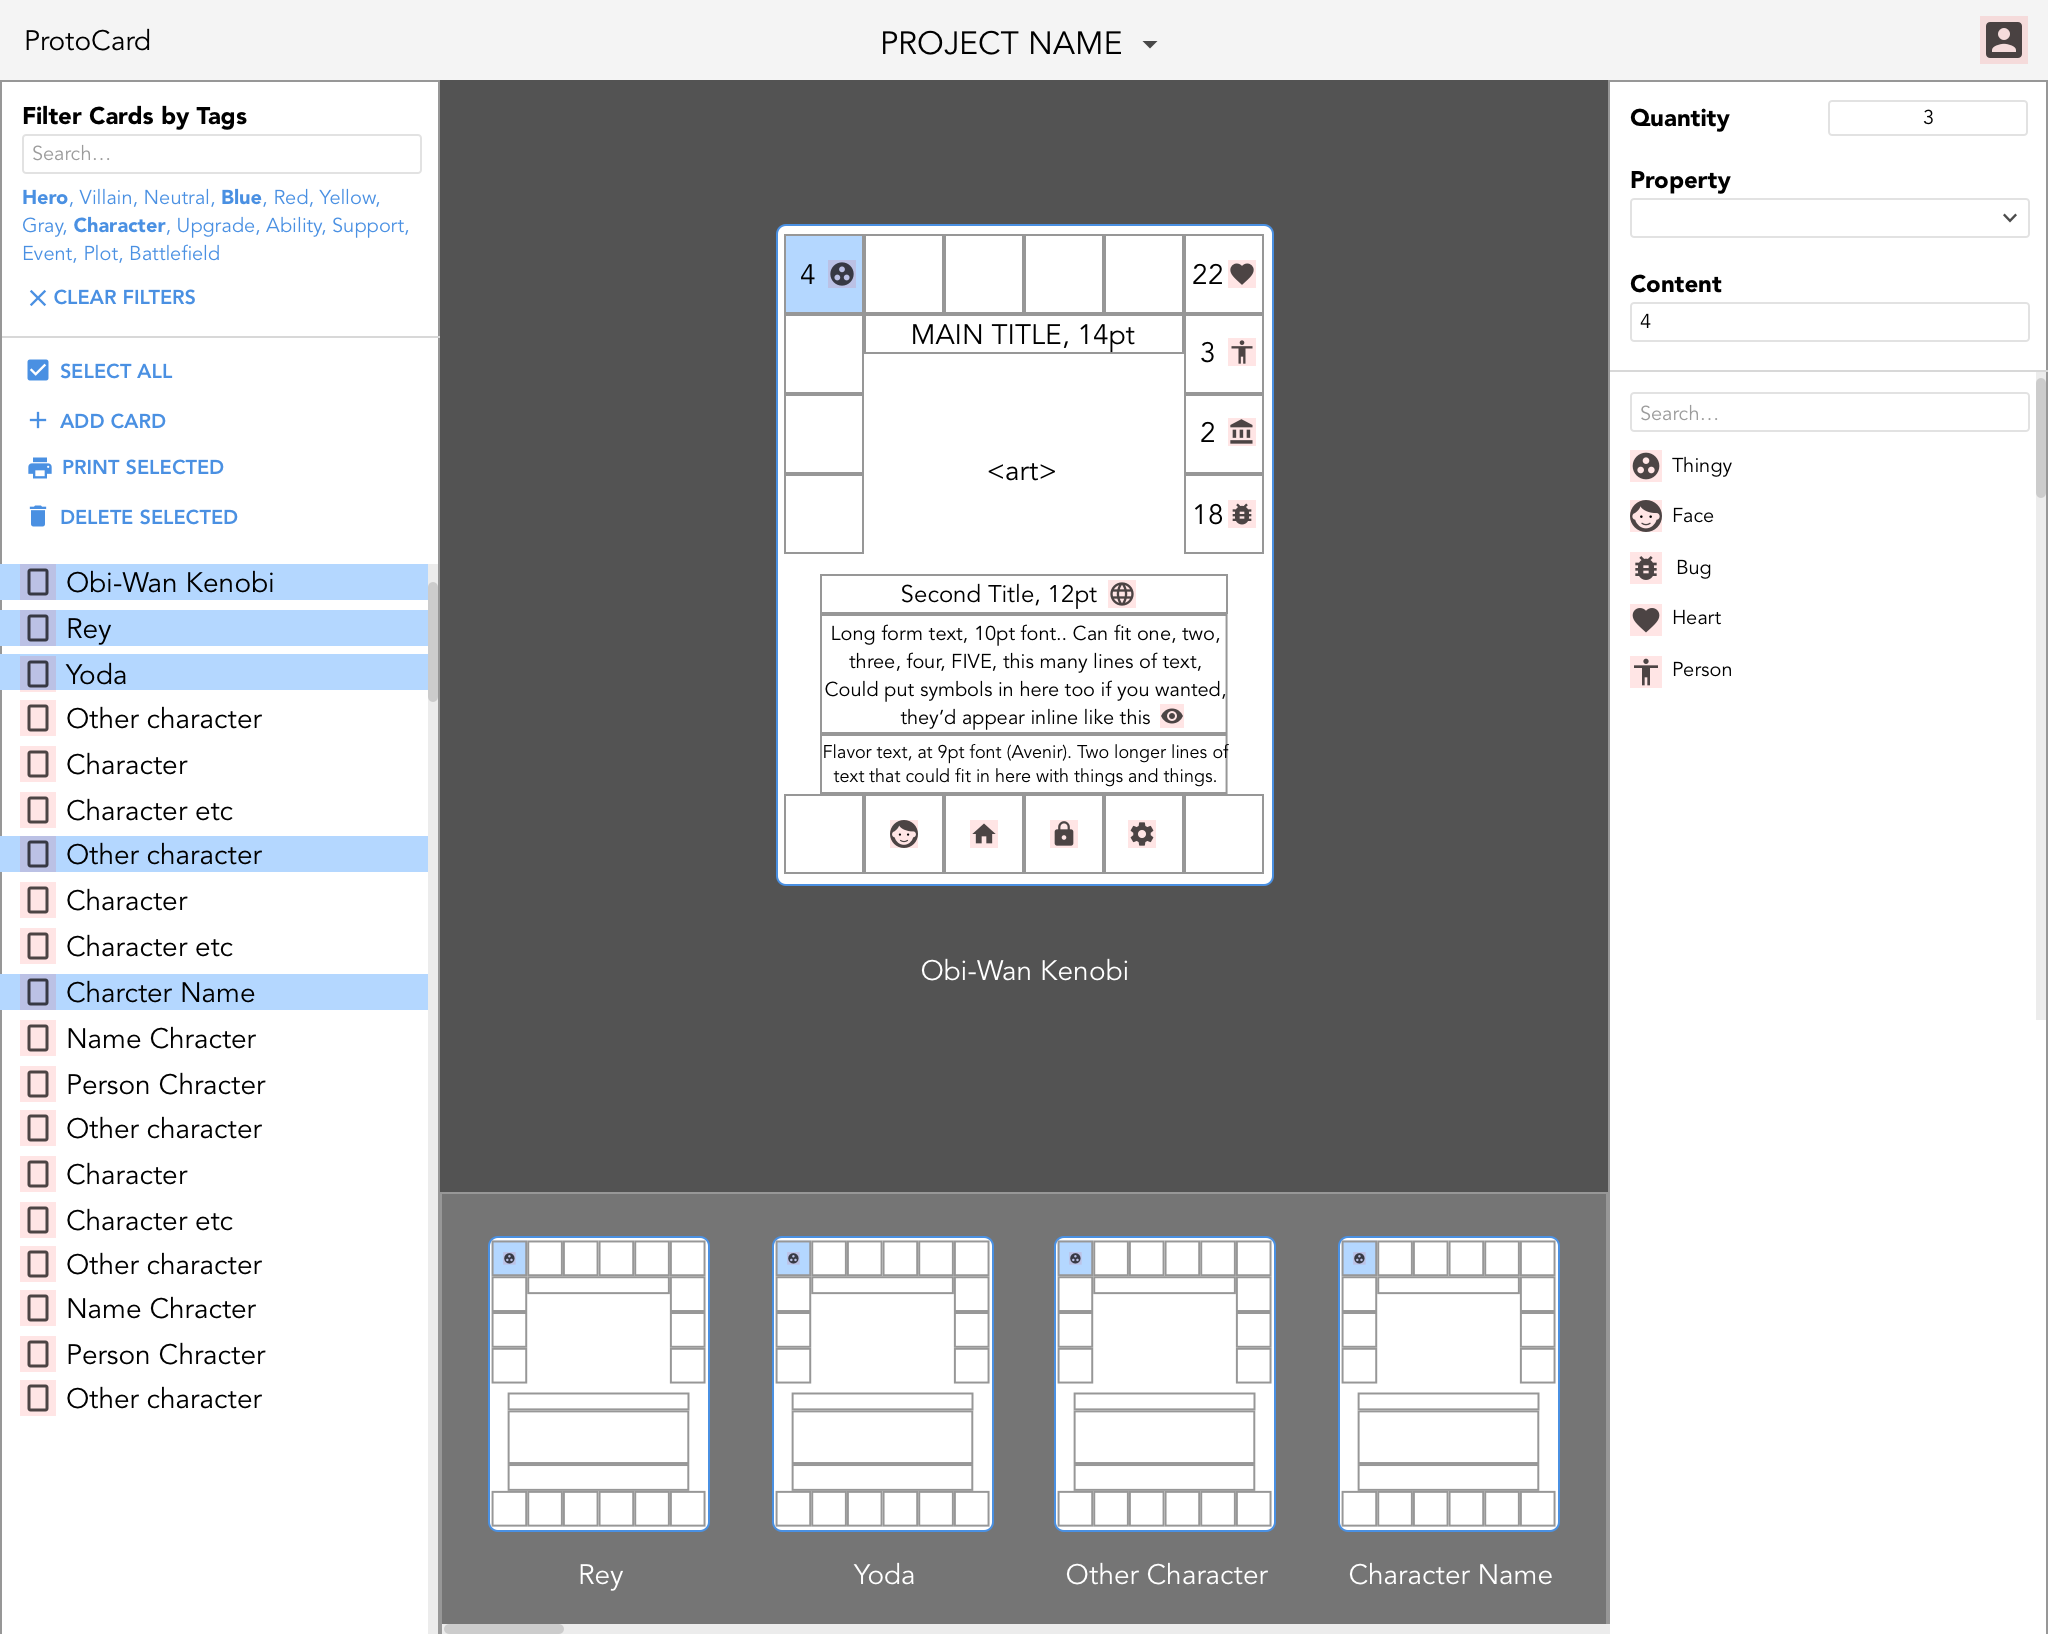 ProtoCard
PROJECT NAME
Filter Cards by Tags
Search...
Hero, Villain, Neutral, Blue, Red, Yellow,
Gray, Character, Upgrade, Ability, Support,
Event, Plot, Battlefield
CLEAR FILTERS
SELECT ALL
ADD CARD
PRINT SELECTED
DELETE SELECTED
Obi-Wan Kenobi
Rey
Yoda
Other character
Character
Character etc
Other character
Character
Character etc
Charcter Name
Name Chracter
Person Chracter
Other character
Character
Character etc
Other character
Name Chracter
Person Chracter
Other character
4
22
MAIN TITLE, 14pt
3
2
<art>
18
Second Title, 12pt
Long form text, 10pt font.. Can fit one, two,
three, four, FIVE, this many lines of text,
Could put symbols in here too if you wanted,
they’d appear inline like this
Flavor text, at 9pt font (Avenir). Two longer lines of
text that could fit in here with things and things.
Obi-Wan Kenobi
Rey
Yoda
Other Character
Character Name
Quantity
3
Property
Content
4
Search...
Thingy
Face
Bug
Heart
Person